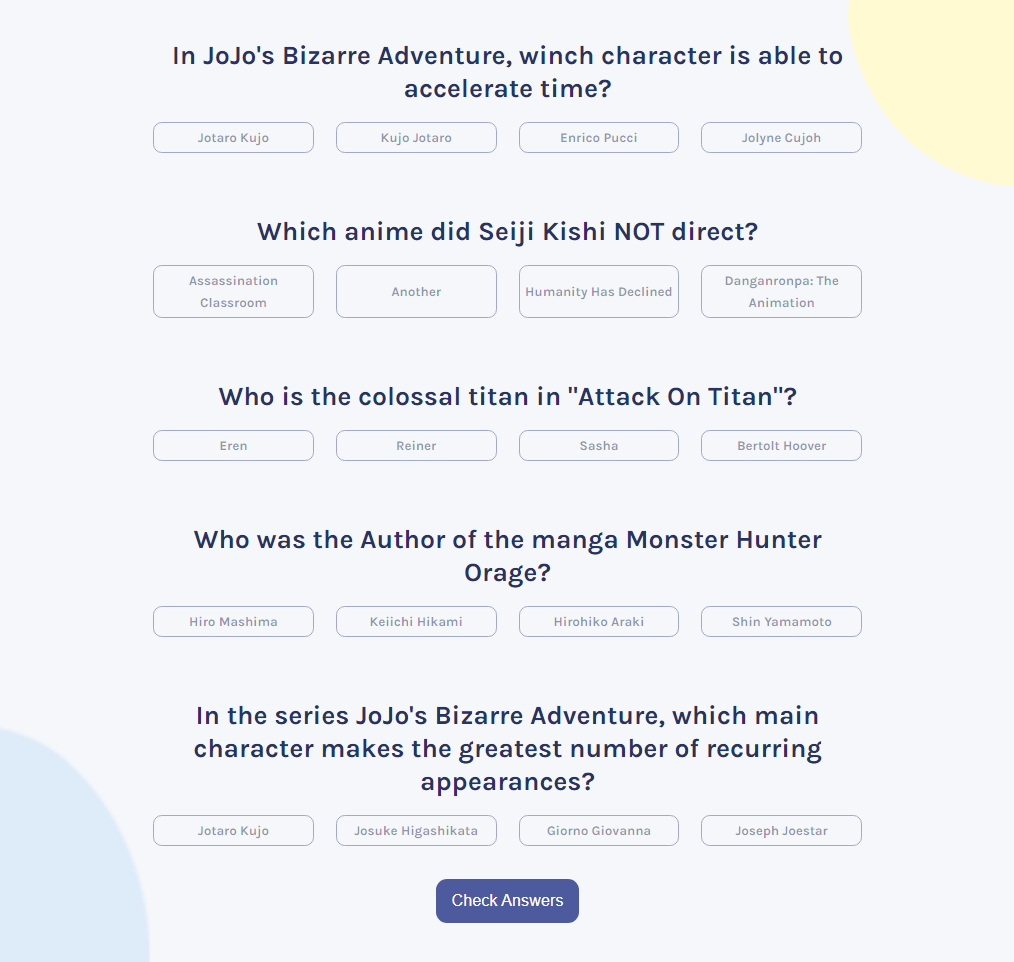 In JoJo's Bizarre Adventure, winch character is able to
accelerate time?
Jotaro Kujo
Kujo Jotaro
Enrico Pucci
Jolyne Cujoh
Which anime did Seiji Kishi NOT direct?
Assassination
Classroom
Another
Humanity Has Declined
Danganronpa: The
Animation
Who is the colossal titan in "Attack On Titan"?
Eren
Reiner
Sasha
Bertolt Hoover
Who was the Author of the manga Monster Hunter
Orage?
Hiro Mashima
Keiichi Hikami
Hirohiko Araki
Shin Yamamoto
In the series JoJo's Bizarre Adventure, which main
character makes the greatest number of recurring
appearances?
Jotaro Kujo
Josuke Higashikata
Giorno Giovanna
Joseph Joestar
Check Answers